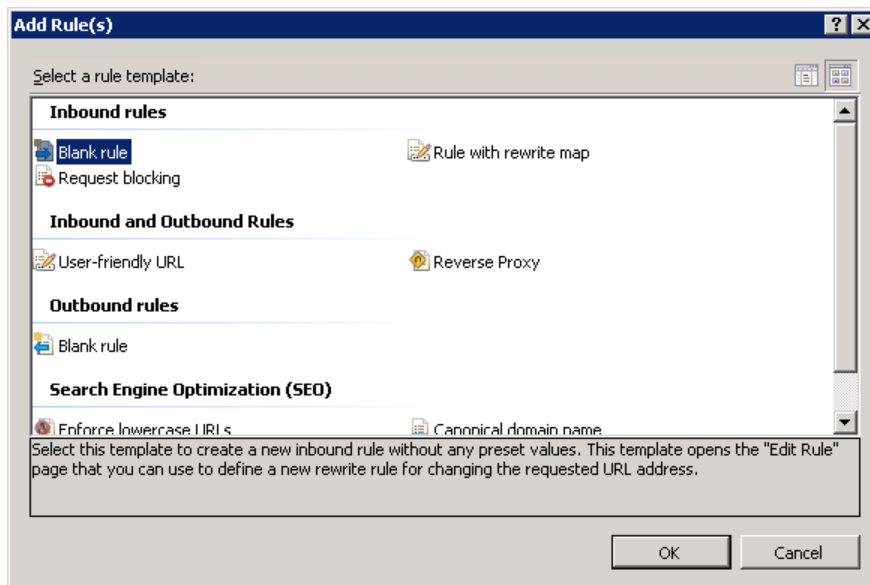 Add Rule(s)
Select a rule template:
Inbound rules
Blank rule
Rule with rewrite map
Request blocking
Inbound and Outbound Rules
User-friendly URL
Reverse Proxy
Outbound rules
Blank rule
Search Engine Optimization (SEO)
Enforce lowercase URLs
Canonical domain name
Select this template to create a new inbound rule without any preset values. This template opens the "Edit Rule"
page that you can use to define a new rewrite rule for changing the requested URL address.
OK
Cancel